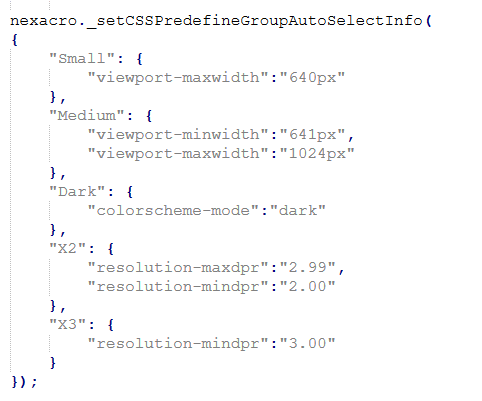 nexacro._setCSSPredefineGroupAutoSelectInfo(
{
    "Small": {
        "viewport-maxwidth":"640px"
    },
    "Medium": {
        "viewport-minwidth":"641px",
        "viewport-maxwidth":"1024px"
    },
    "Dark": {
        "colorscheme-mode":"dark"
    },
    "X2": {
        "resolution-maxdpr":"2.99",
        "resolution-mindpr":"2.00"
    },
    "X3": {
        "resolution-mindpr":"3.00"
    }
});